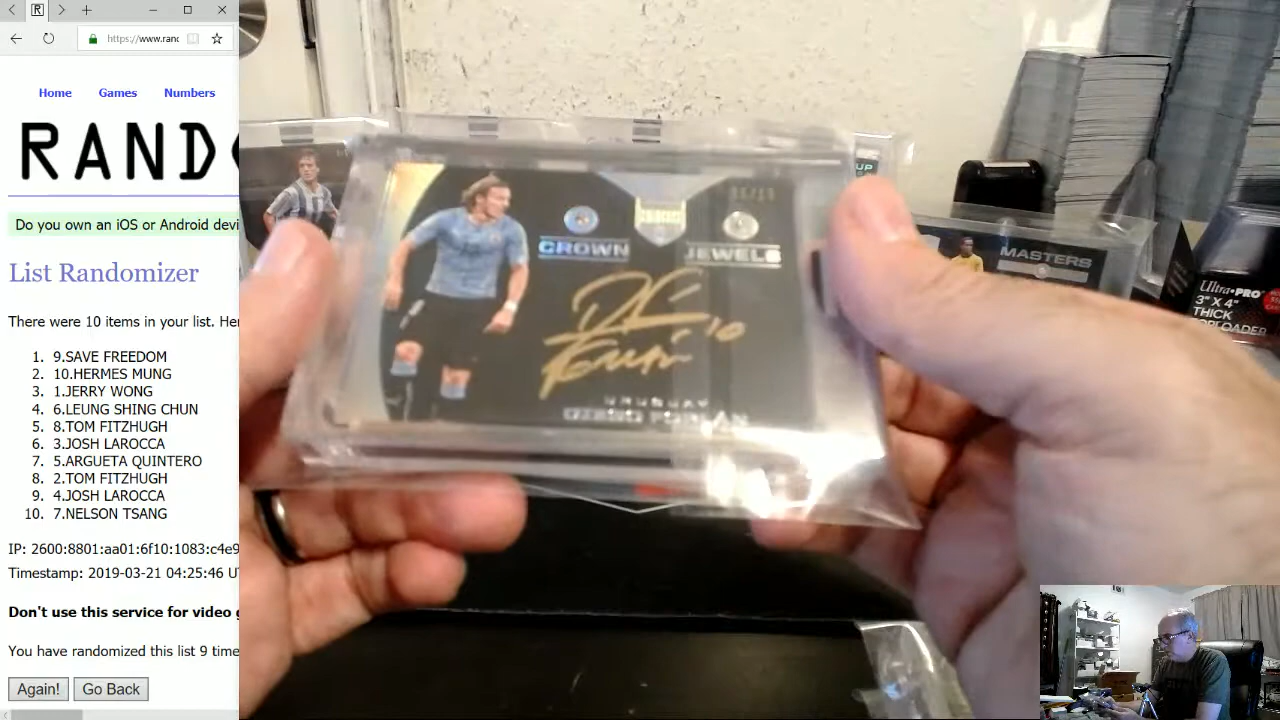 https://www.ranc
Home Games Numbers
RANDO
Do you own an iOS or Android devi
List Randomizer
There were 10 items in your list. Her
1. 9.SAVE FREEDOM
2. 10.HERMES MUNG
3. 1.JERRY WONG
4. 6.LEUNG SHING CHUN
5. 8.TOM FITZHUGH
6. 3.JOSH LAROCCA
7. 5.ARGUETA QUINTERO
8. 2.TOM FITZHUGH
9. 4.JOSH LAROCCA
10. 7.NELSON TSANG
IP: 2600:8801:aa01:6f10:1083:c4e9
Timestamp: 2019-03-21 04:25:46 U
Don't use this service for video g
You have randomized this list 9 time
Again! Go Back
CROWN JEWELS
URUGUAY
DIEGO FORLAN
UP
MASTERS
Ultra•PRO
3" X 4"
THICK
TOPLOADER